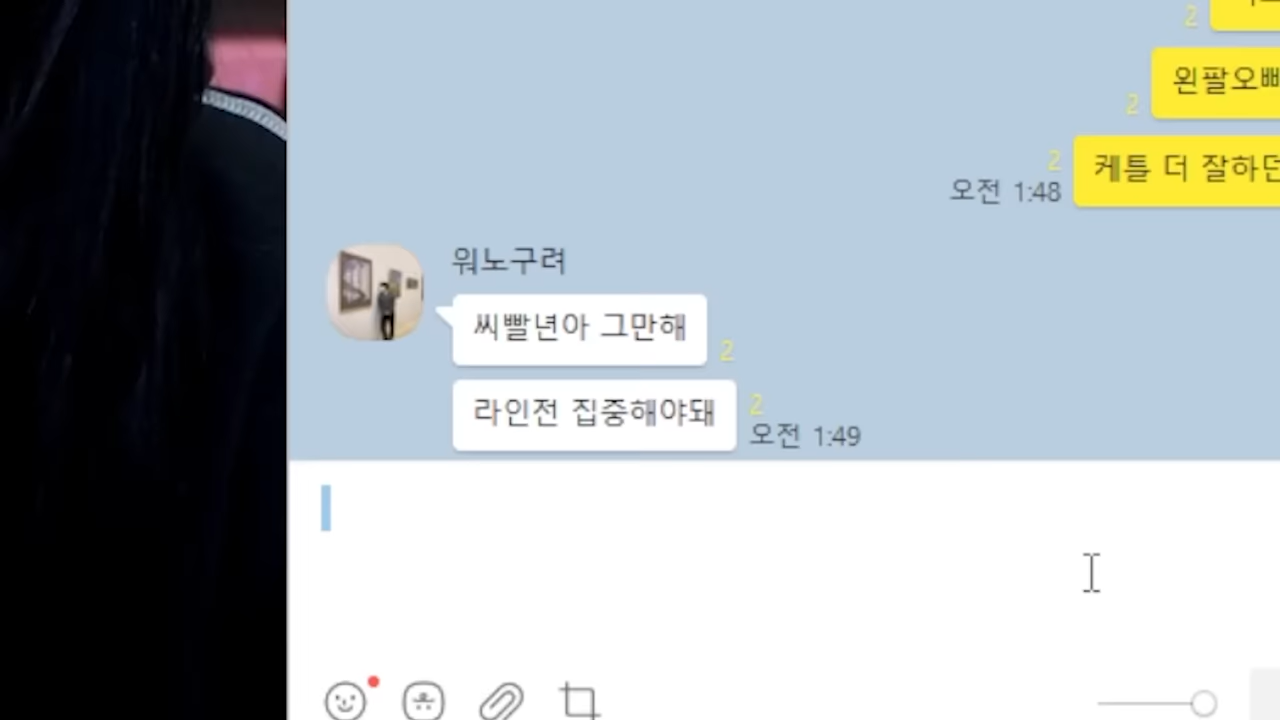 2
2
왼팔오빠
2
오전 1:48
케틀 더 잘하던
워노구려
씨빨년아 그만해
2
라인전 집중해야돼
2
오전 1:49